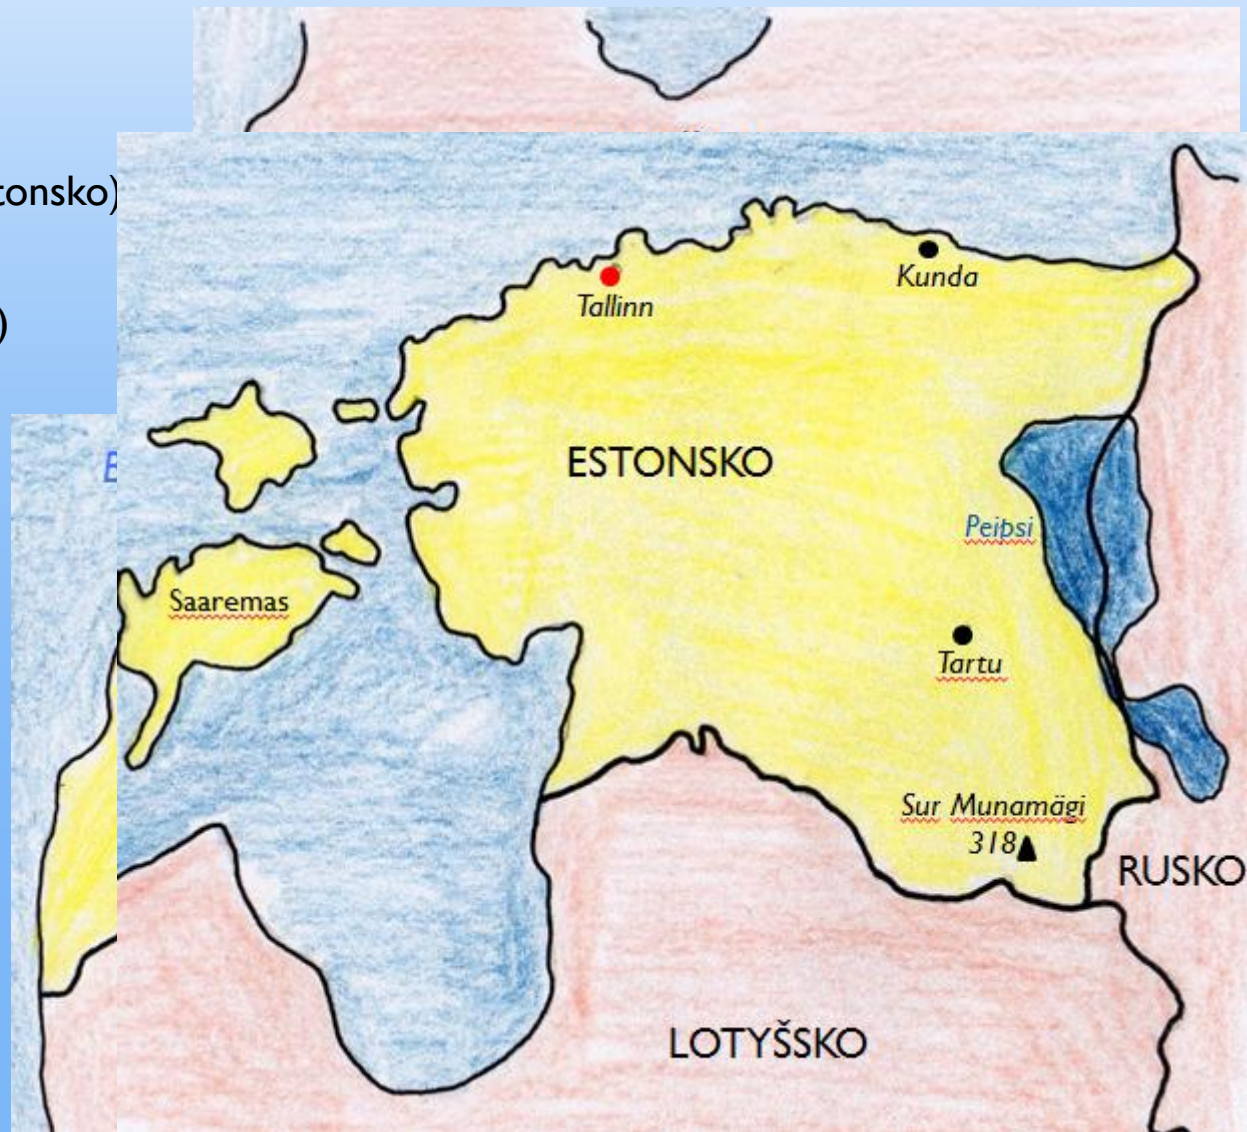 tonsko)
)
Tallinn
Kunda
ESTONSKO
Peipsi
Saaremas
Tartu
Sur Munamägi
318
RUSKO
LOTYŠSKO